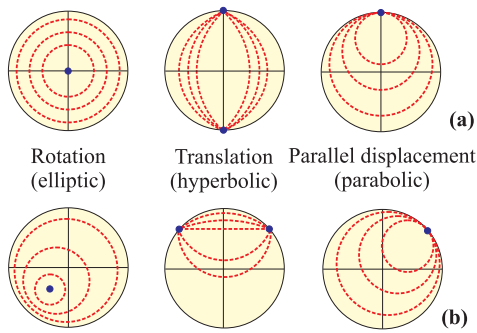 (a)
Rotation Translation Parallel displacement
(elliptic) (hyperbolic) (parabolic)
(b)